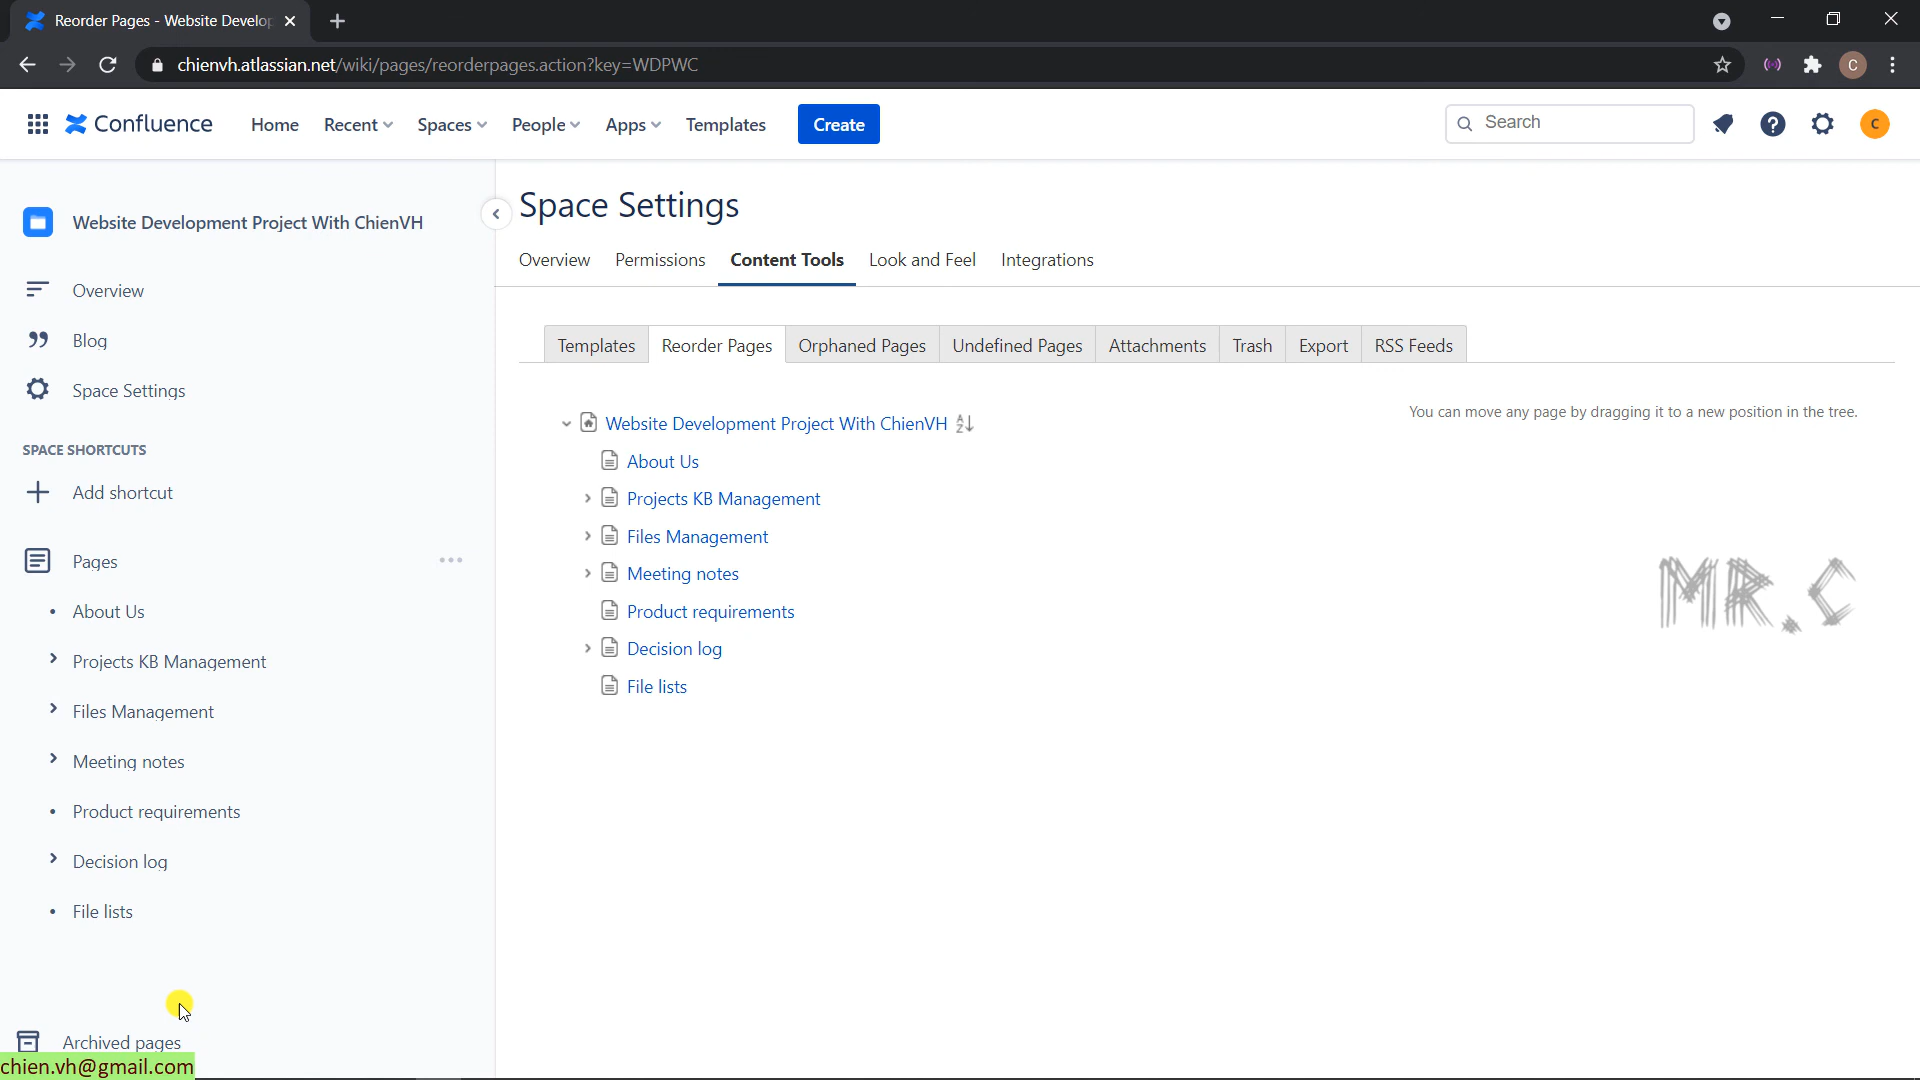 Reorder Pages - Website Develop
chienvh.atlassian.net/wiki/pages/reorderpages.action?key=WDPWC
C
Confluence
Home
Recent
Spaces
People
Apps
Templates
Create
Search
C
Website Development Project With ChienVH
Overview
Blog
Space Settings
SPACE SHORTCUTS
Add shortcut
Pages
About Us
Projects KB Management
Files Management
Meeting notes
Product requirements
Decision log
File lists
Archived pages
chien.vh@gmail.com
Space Settings
Overview
Permissions
Content Tools
Look and Feel
Integrations
Templates
Reorder Pages
Orphaned Pages
Undefined Pages
Attachments
Trash
Export
RSS Feeds
Website Development Project With ChienVH
You can move any page by dragging it to a new position in the tree.
About Us
Projects KB Management
Files Management
Meeting notes
Product requirements
Decision log
File lists
MR.C